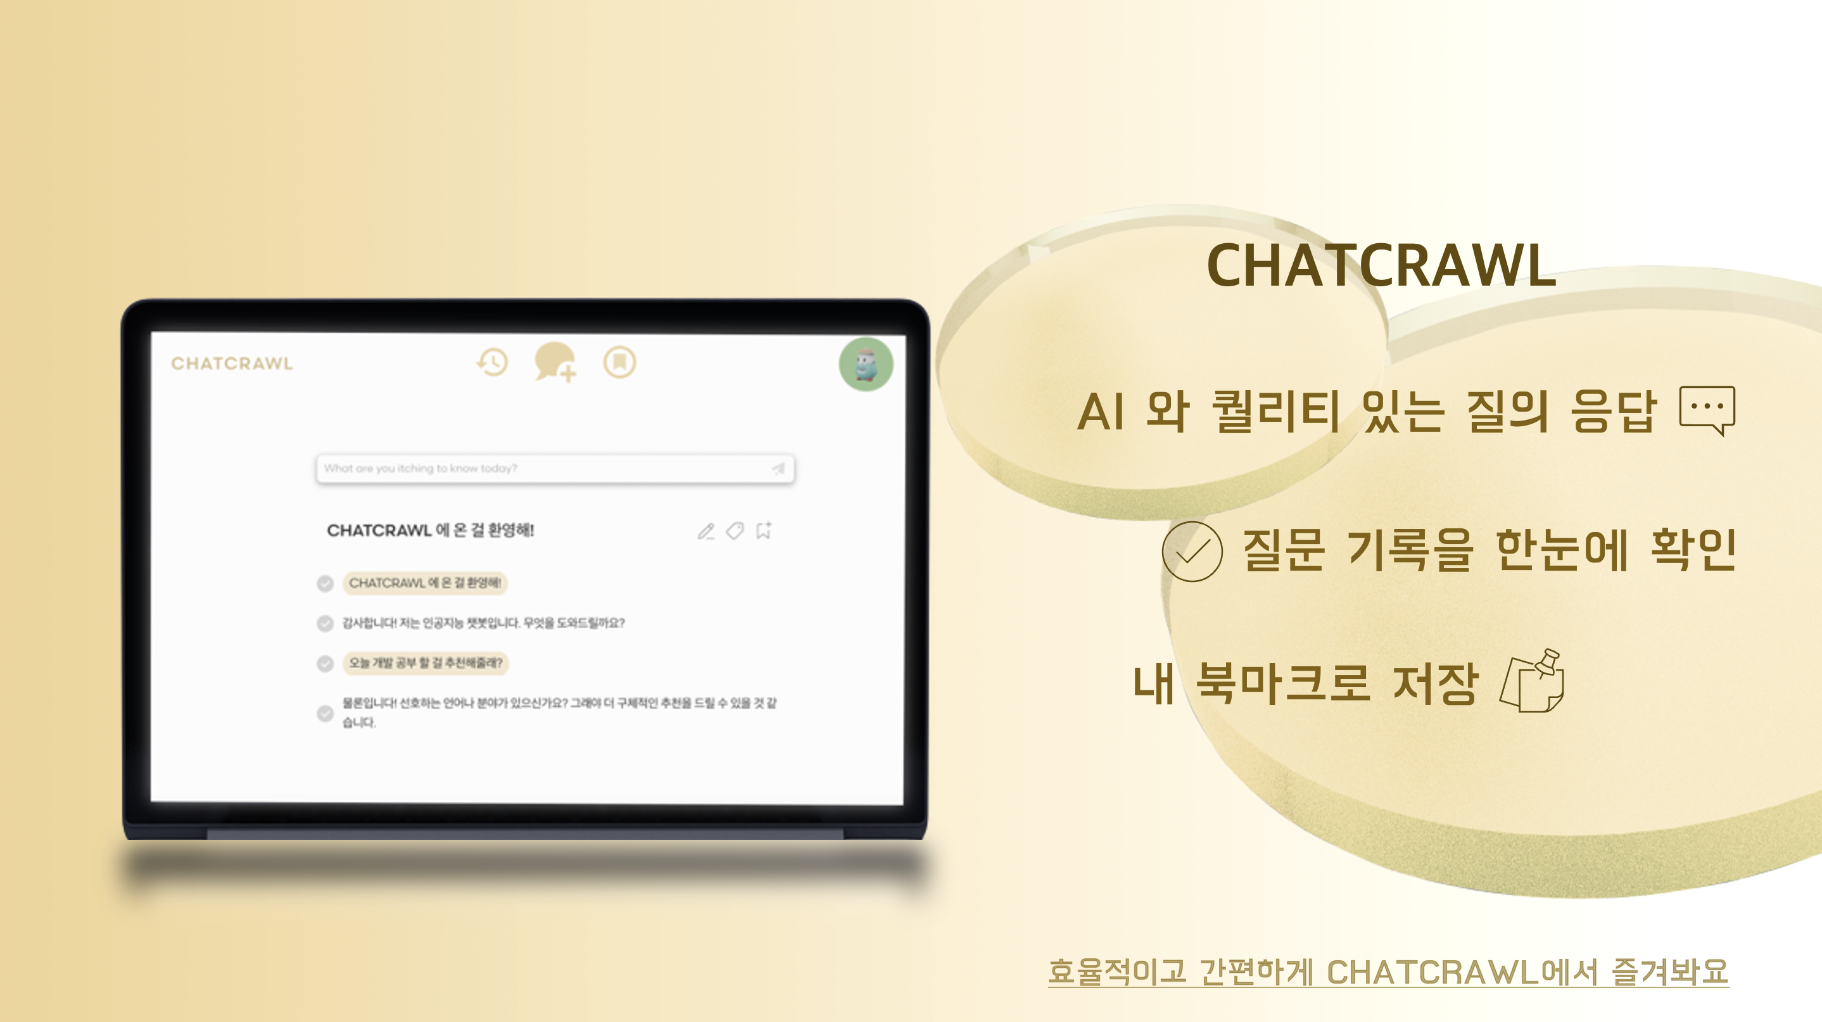 CHATCRAWL
What are you itching to know today?
CHATCRAWL 에 온 걸 환영해!
CHATCRAWL 에 온 걸 환영해!
감사합니다! 저는 인공지능 챗봇입니다. 무엇을 도와드릴까요?
오늘 개발 공부 할 걸 추천해줄래?
물론입니다! 선호하는 언어나 분야가 있으신가요? 그래야 더 구체적인 추천을 드릴 수 있을 것 같
습니다.
CHATCRAWL
AI 와 퀄리티 있는 질의 응답
질문 기록을 한눈에 확인
내 북마크로 저장
효율적이고 간편하게 CHATCRAWL에서 즐겨봐요